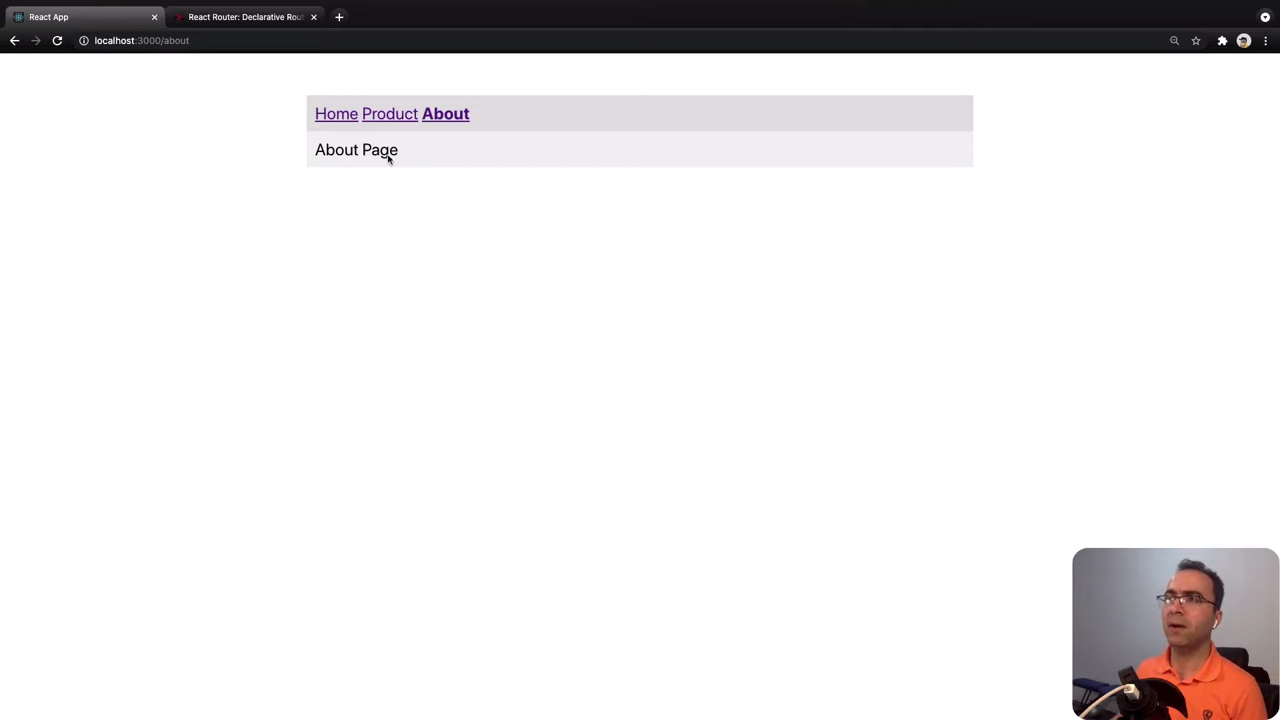 React App
React Router: Declarative Rout
localhost:3000/about
Home Product About
About Page